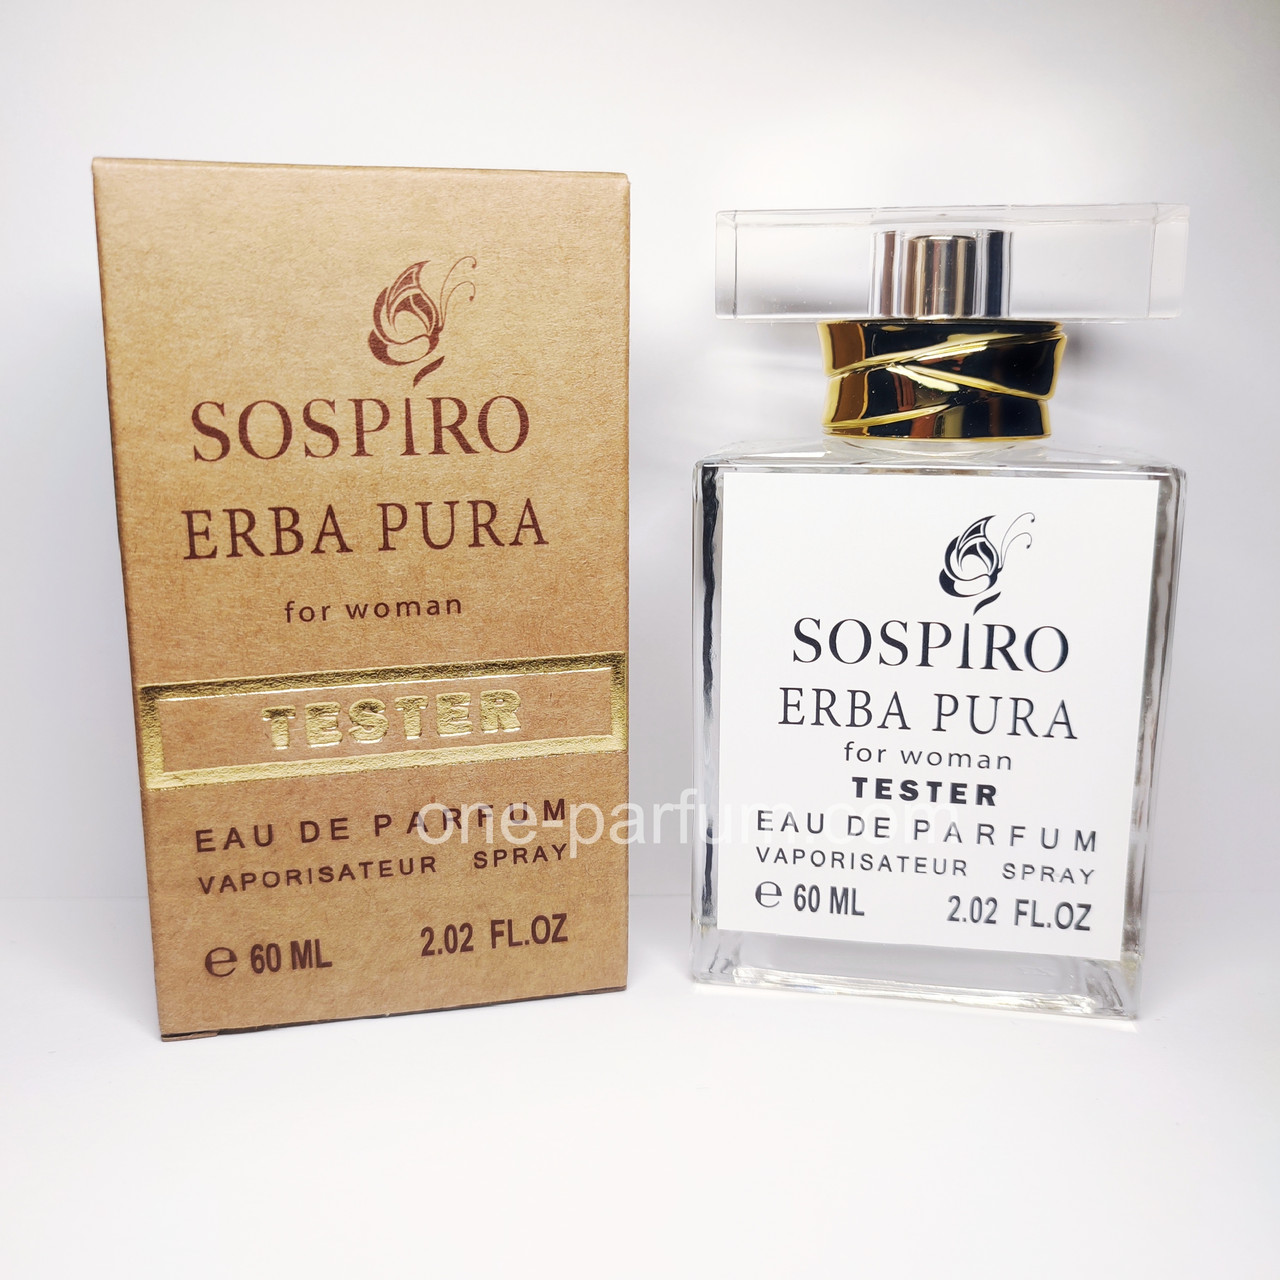 SOSPIRO
ERBA PURA
for woman
TESTER
EAU DE PARFUM
VAPORISATEUR SPRAY
℮ 60 ML 2.02 FL.OZ
SOSPIRO
ERBA PURA
for woman
TESTER
EAU DE PARFUM
VAPORISATEUR SPRAY
℮ 60 ML 2.02 FL.OZ
one-parfum.com